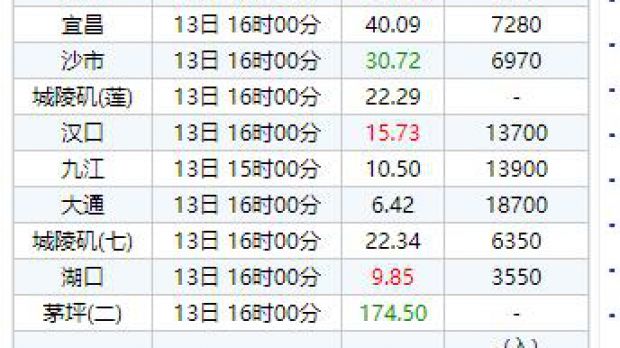 宜昌 13日 16时00分 40.09 7280
沙市 13日 16时00分 30.72 6970
城陵矶(莲) 13日 16时00分 22.29 -
汉口 13日 16时00分 15.73 13700
九江 13日 15时00分 10.50 13900
大通 13日 16时00分 6.42 18700
城陵矶(七) 13日 16时00分 22.34 6350
湖口 13日 16时00分 9.85 3550
茅坪(二) 13日 16时00分 174.50 -